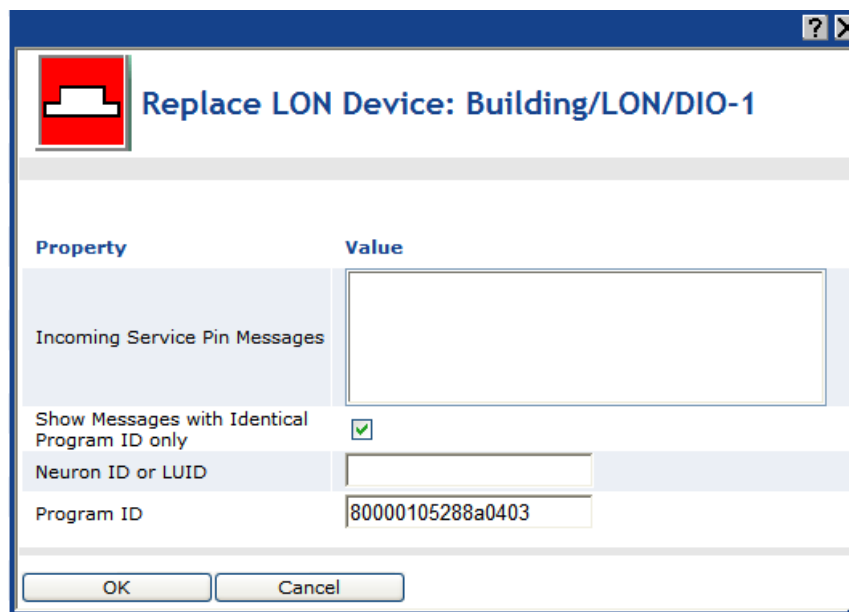 ? X
Replace LON Device: Building/LON/DIO-1
Property Value
Incoming Service Pin Messages
Show Messages with Identical
Program ID only
Neuron ID or LUID
Program ID 80000105288a0403
OK Cancel